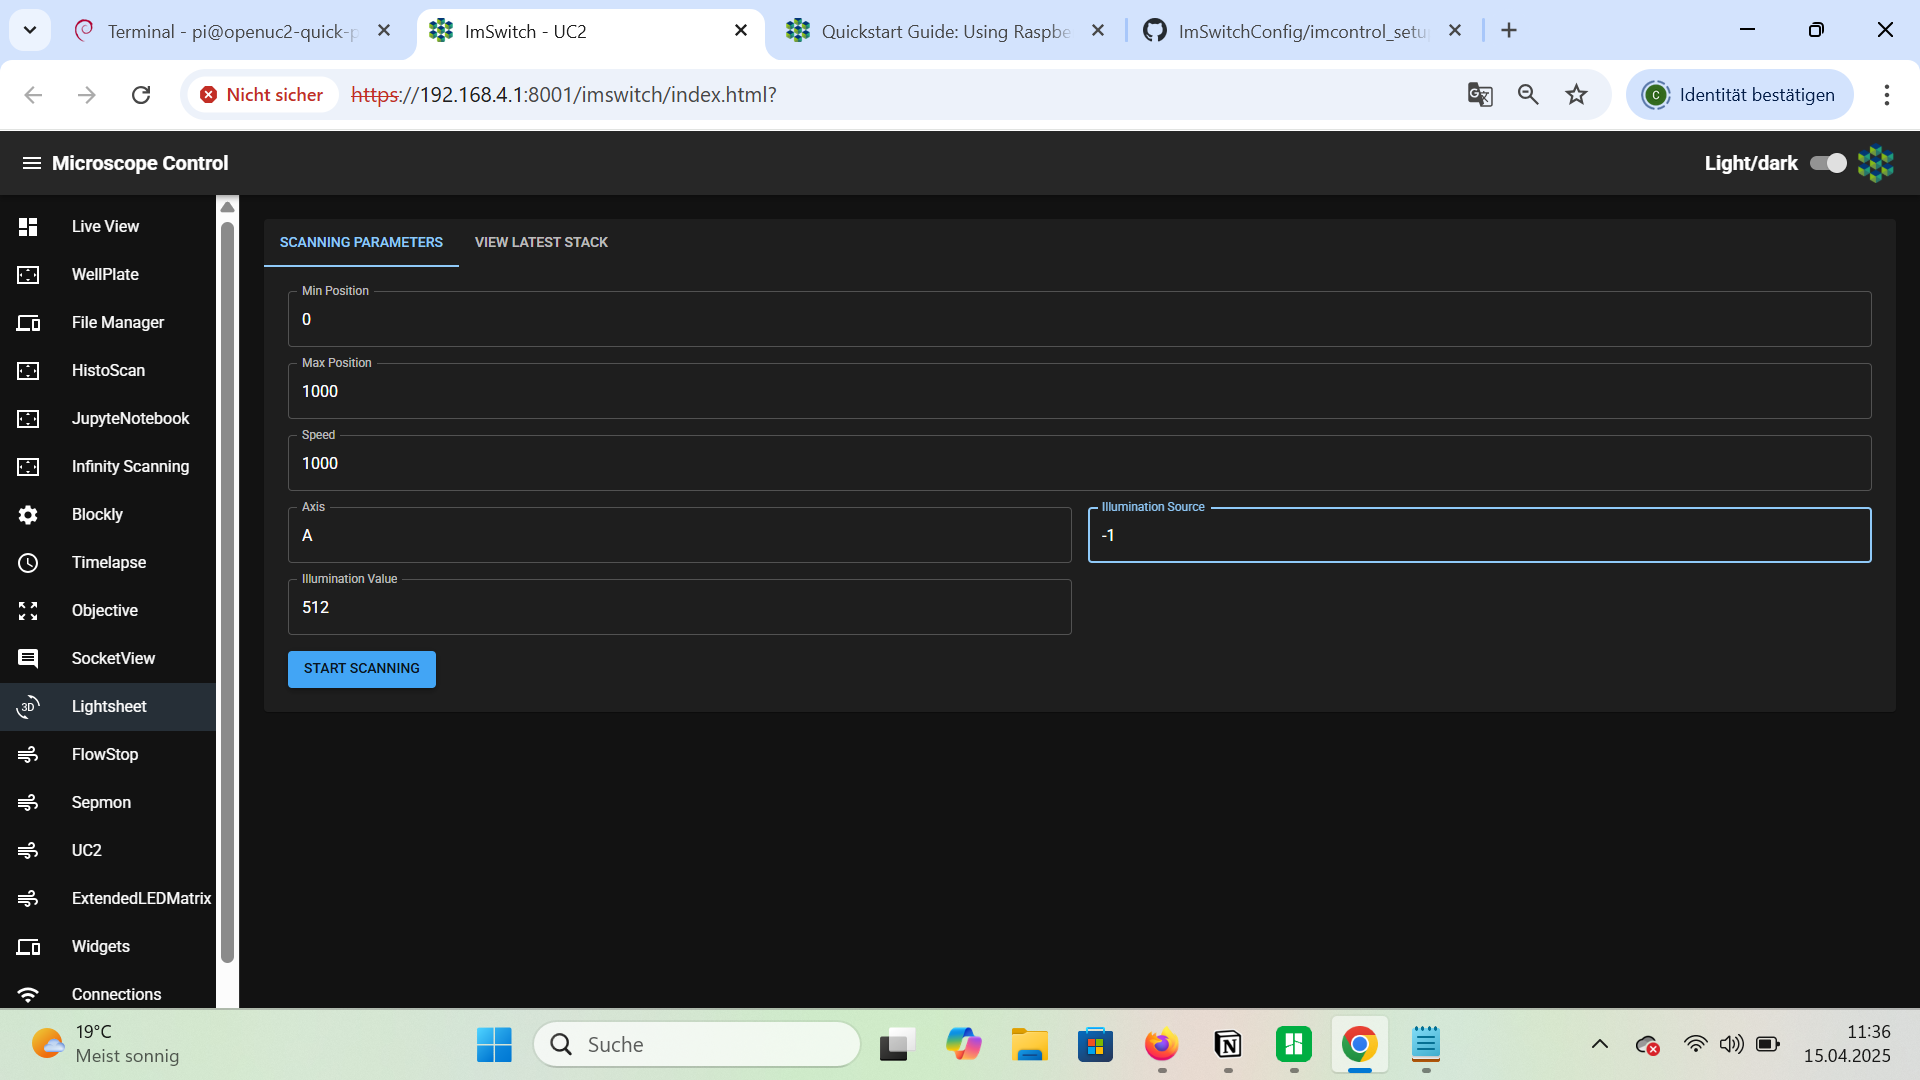 Terminal - pi@openuc2-quick-p
ImSwitch - UC2
Quickstart Guide: Using Raspbe
ImSwitchConfig/imcontrol_setu
Nicht sicher
https://192.168.4.1:8001/imswitch/index.html?
C
Identität bestätigen
Microscope Control
Light/dark
Live View
WellPlate
File Manager
HistoScan
JupyteNotebook
Infinity Scanning
Blockly
Timelapse
Objective
SocketView
3D
Lightsheet
FlowStop
Sepmon
UC2
ExtendedLEDMatrix
Widgets
Connections
SCANNING PARAMETERS
VIEW LATEST STACK
Min Position
0
Max Position
1000
Speed
1000
Axis
A
Illumination Source
-1
Illumination Value
512
START SCANNING
19°C
Meist sonnig
Suche
11:36
15.04.2025